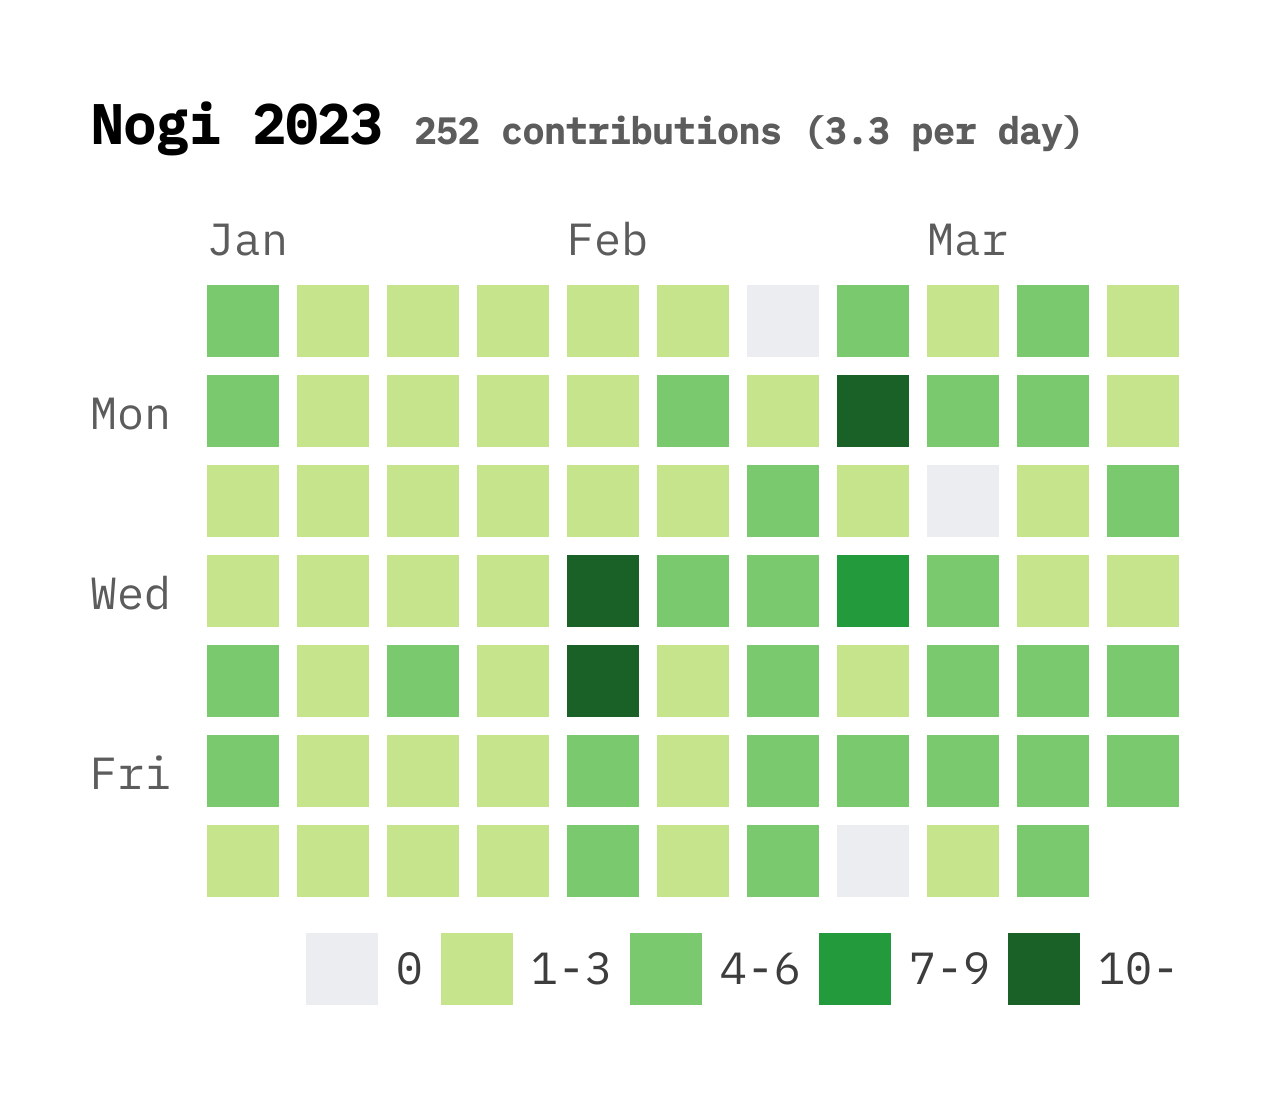 Nogi 2023 252 contributions (3.3 per day)
Jan Feb Mar
Mon
Wed
Fri
0 1-3 4-6 7-9 10-